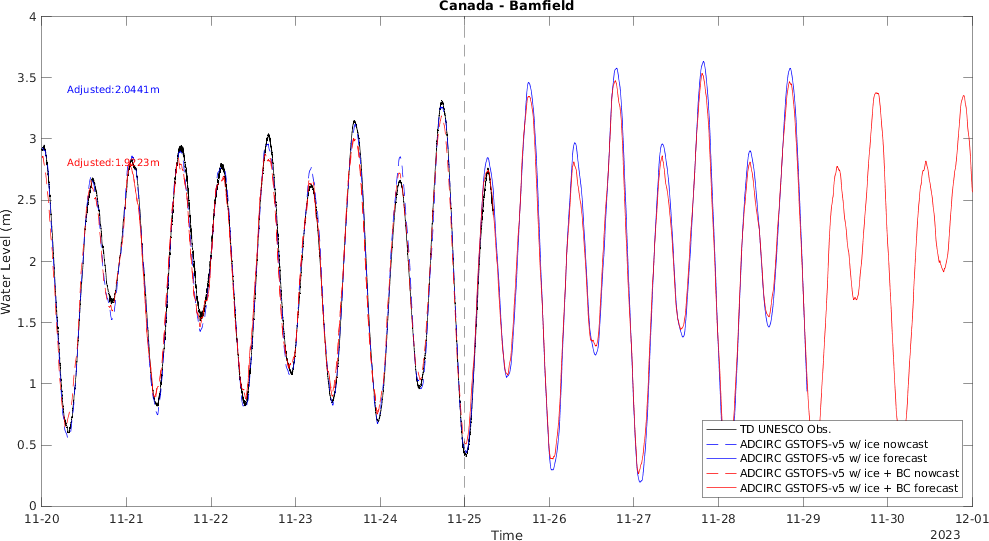 Canada - Bamfield
4
3.5
3
2.5
2
1.5
1
0.5
0
Water Level (m)
Adjusted:2.0441m
Adjusted:1.9123m
TD UNESCO Obs.
ADCIRC GSTOFS-v5 w/ ice nowcast
ADCIRC GSTOFS-v5 w/ ice forecast
ADCIRC GSTOFS-v5 w/ ice + BC nowcast
ADCIRC GSTOFS-v5 w/ ice + BC forecast
11-20 11-21 11-22 11-23 11-24 11-25 11-26 11-27 11-28 11-29 11-30 12-01
Time
2023